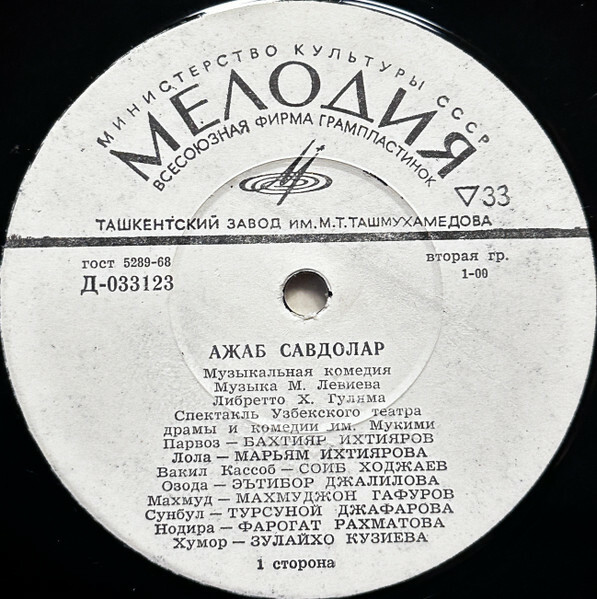 МИНИСТЕРСТВО КУЛЬТУРЫ СССР
МЕЛОДИЯ
ВСЕСОЮЗНАЯ ФИРМА ГРАМПЛАСТИНОК
33
ТАШКЕНТСКИЙ ЗАВОД ИМ. М.Т.ТАШМУХАМЕДОВА
гост 5289-68
вторая гр.
Д-033123
1-00
АЖАБ САВДОЛАР
Музыкальная комедия
Музыка М. Левиева
Либретто Х. Гуляма
Спектакль Узбекского театра
драмы и комедии им. Мукими
Парвоз — БАХТИЯР ИХТИЯРОВ
Лола — МАРЬЯМ ИХТИЯРОВА
Вакил Кассоб — СОИБ ХОДЖАЕВ
Озода — ЭЪТИБОР ДЖАЛИЛОВА
Махмуд — МАХМУДЖОН ГАФУРОВ
Сунбул — ТУРСУНОЙ ДЖАФАРОВА
Нодира — ФАРОГАТ РАХМАТОВА
Хумор — ЗУЛАЙХО КУЗИЕВА
1 сторона